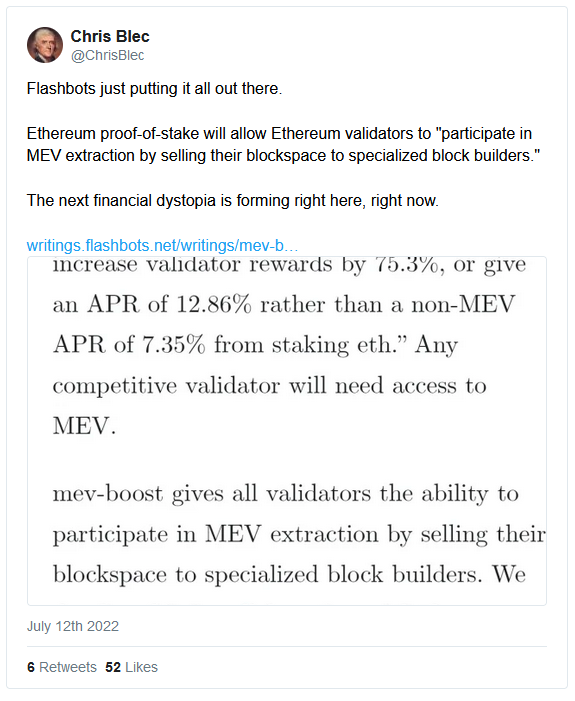 Chris Blec
@ChrisBlec
Flashbots just putting it all out there.
Ethereum proof-of-stake will allow Ethereum validators to "participate in
MEV extraction by selling their blockspace to specialized block builders."
The next financial dystopia is forming right here, right now.
writings.flashbots.net/writings/mev-b…
increase validator rewards by 75.3%, or give
an APR of 12.86% rather than a non-MEV
APR of 7.35% from staking eth.” Any
competitive validator will need access to
MEV.
mev-boost gives all validators the ability to
participate in MEV extraction by selling their
blockspace to specialized block builders. We
July 12th 2022
6 Retweets 52 Likes